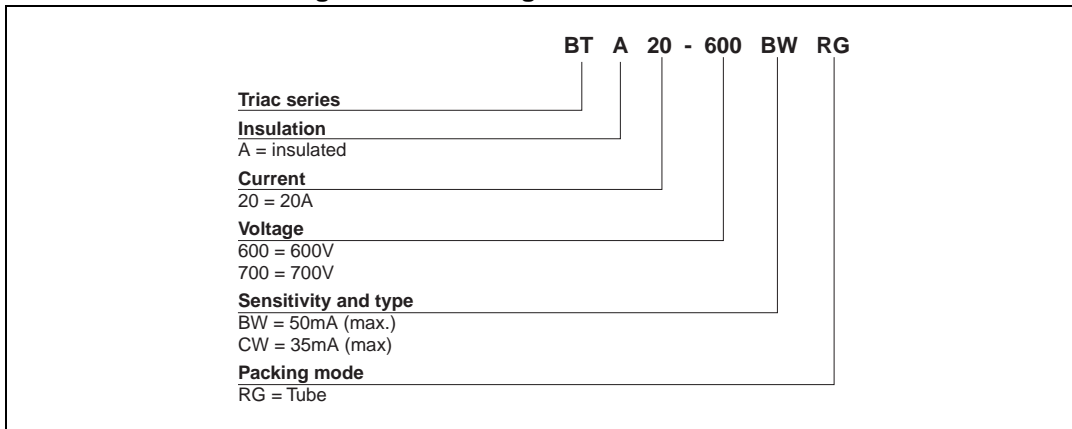 BT A 20 - 600 BW RG
Triac series
Insulation
A = insulated
Current
20 = 20A
Voltage
600 = 600V
700 = 700V
Sensitivity and type
BW = 50mA (max.)
CW = 35mA (max)
Packing mode
RG = Tube